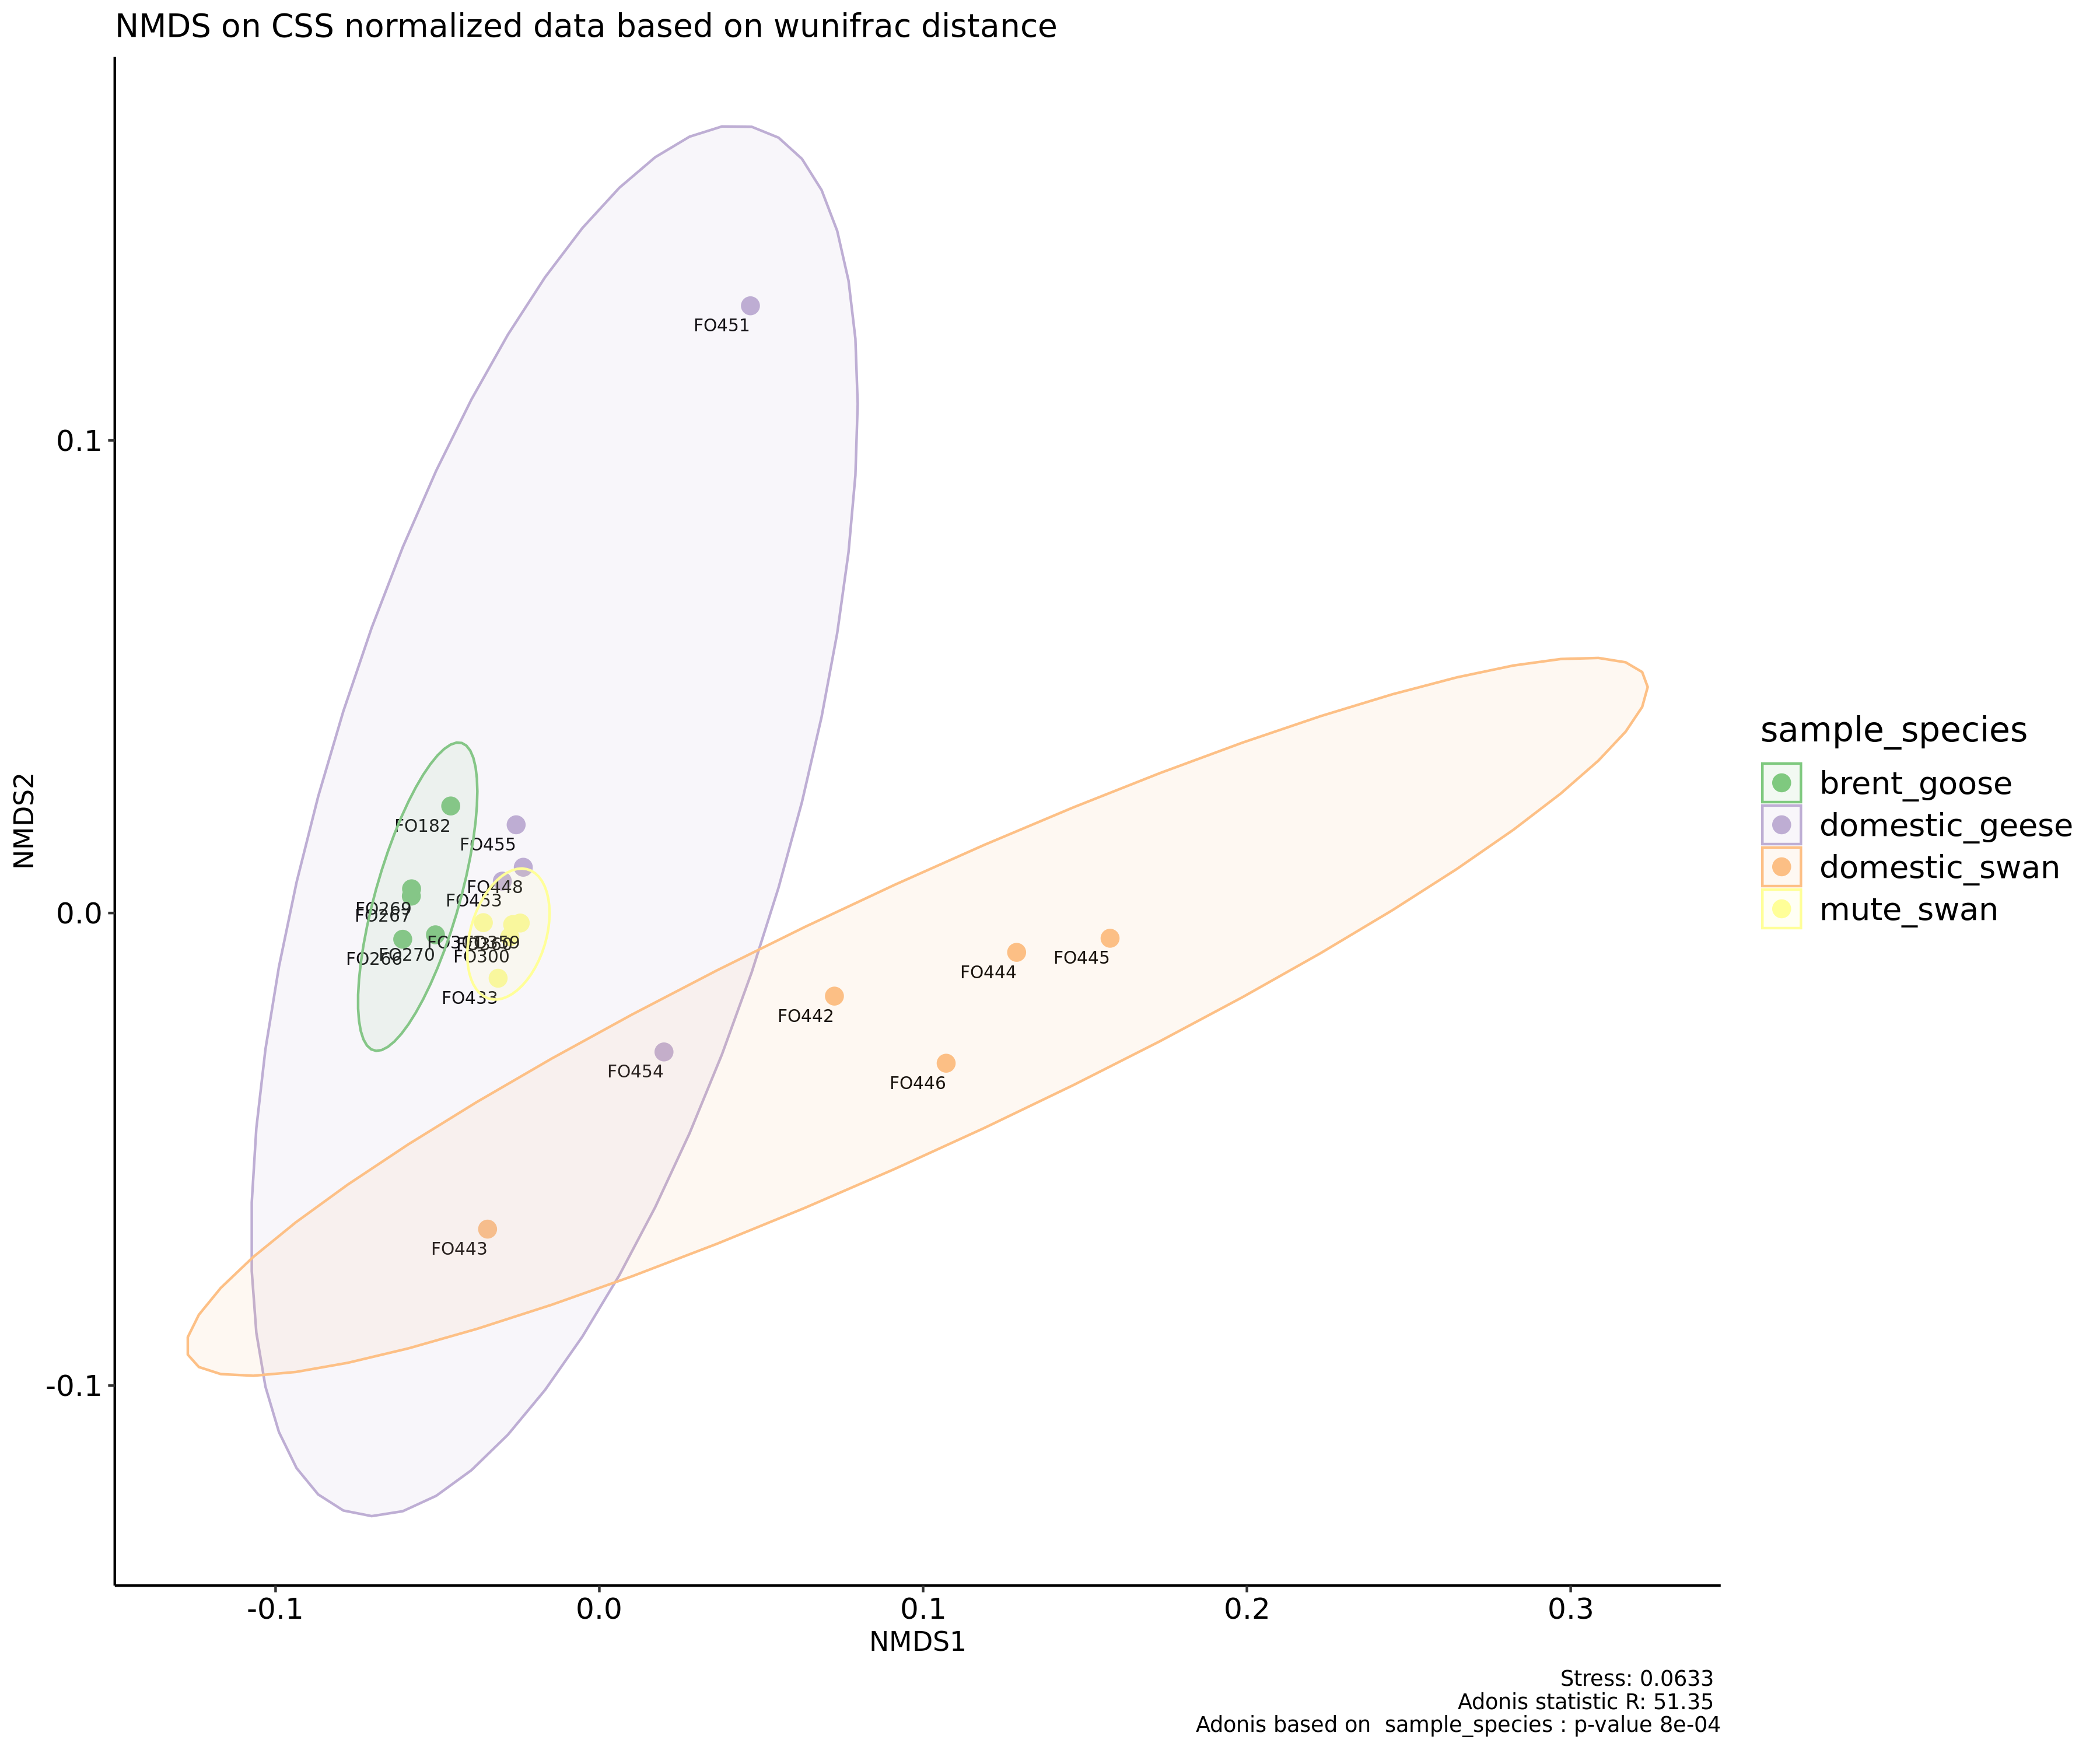 NMDS on CSS normalized data based on wunifrac distance
FO451
0.1
NMDS2
sample_species
brent_goose
domestic_geese
domestic_swan
mute_swan
FO182
FO455
FO448
FO453
FO269
FO267
0.0
FO360
FO300
FO266
FO270
FO433
FO444
FO445
FO442
FO454
FO446
FO443
-0.1
-0.1
0.0
0.1
0.2
0.3
NMDS1
Stress: 0.0633
Adonis statistic R: 51.35
Adonis based on  sample_species : p-value 8e-04